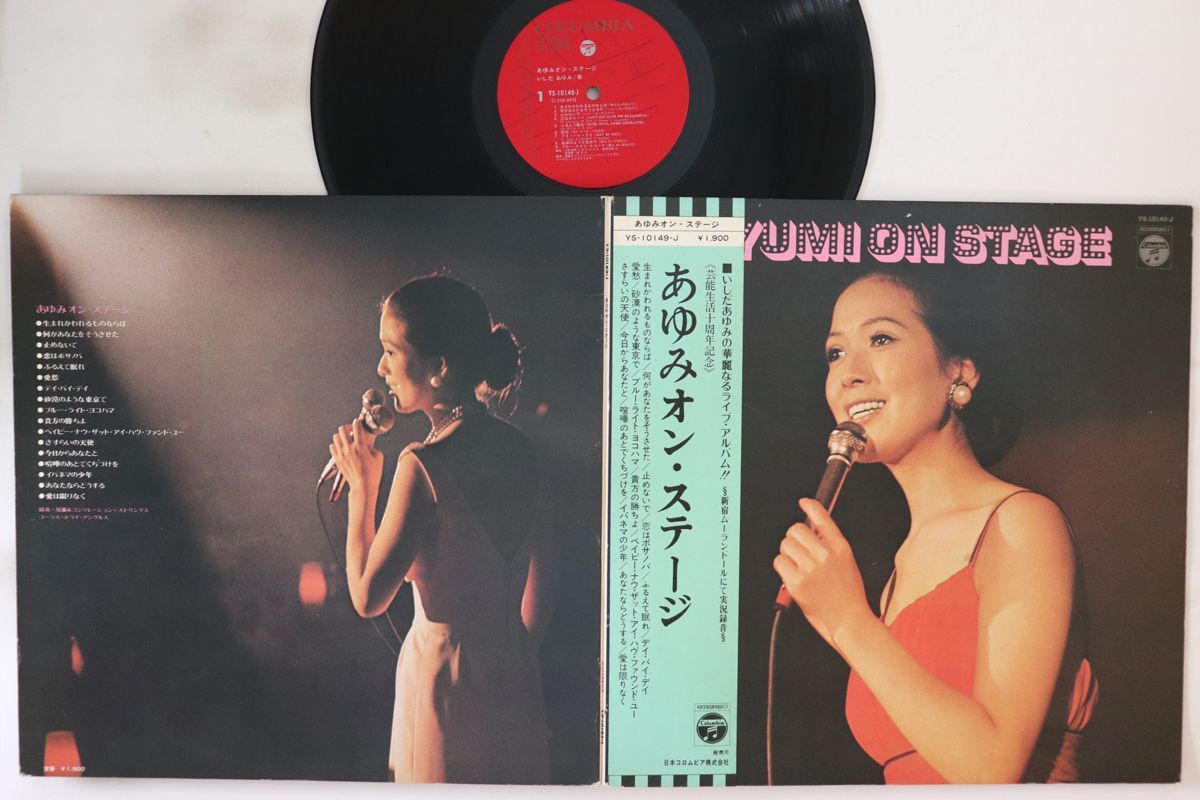 COLUMBIA
あゆみオン・ステージ
いしだ あゆみ/歌
1
YS-10149-J
あゆみオン・ステージ
●生まれかわれるものならば
●何があなたをそうさせた
●止めないで
●恋はボサノバ
●ふるえて眠れ
●愛愁
●デイ・バイ・デイ
●砂漠のような東京で
●ブルー・ライト・ヨコハマ
●貴方の勝ちよ
●ベイビー・ナウ・ザット・アイ・ハヴ・ファウンド・ユー
●さすらいの天使
●今日からあなたと
●喧嘩のあとでくちづけを
●イパネマの少年
●あなたならどうする
●愛は限りなく
定価 ¥1,900
あゆみオン・ステージ
YS-10149-J ¥1,900
■いしだあゆみの華麗なるライブ・アルバム!! §新宿ムーラントールにて実況録音§
《芸能生活十周年記念》
あゆみオン・ステージ
生まれかわれるものならば/何があなたをそうさせた/止めないで/恋はボサノバ/ふるえて眠れ/デイ・バイ・デイ
愛愁/砂漠のような東京で/ブルー・ライト・ヨコハマ/貴方の勝ちよ/ベイビー・ナウ・ザット・アイ・ハヴ・ファウンド・ユー
さすらいの天使/今日からあなたと/喧嘩のあとでくちづけを/イパネマの少年/あなたならどうする/愛は限りなく
STEREO
Columbia
発売元
日本コロムビア株式会社
YUMI ON STAGE
YS-10149-J
STEREO
Columbia